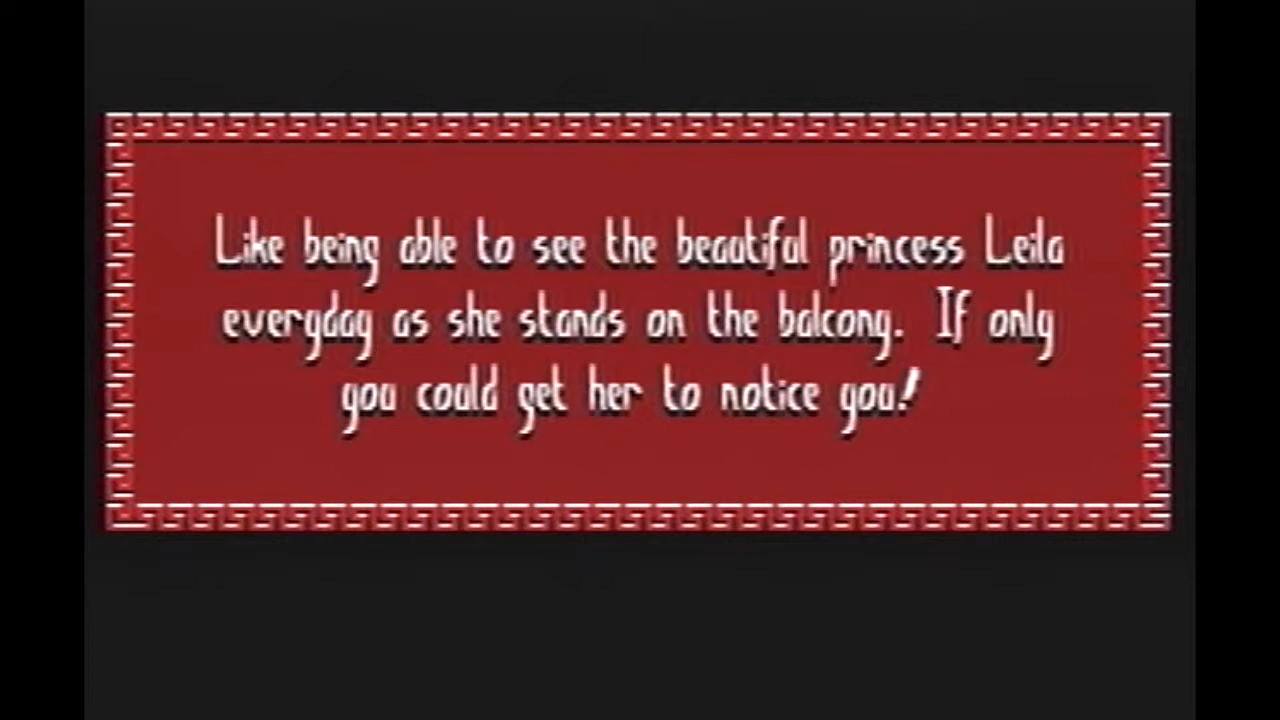 Like being able to see the beautiful princess Leila
everyday as she stands on the balcony. If only
you could get her to notice you!